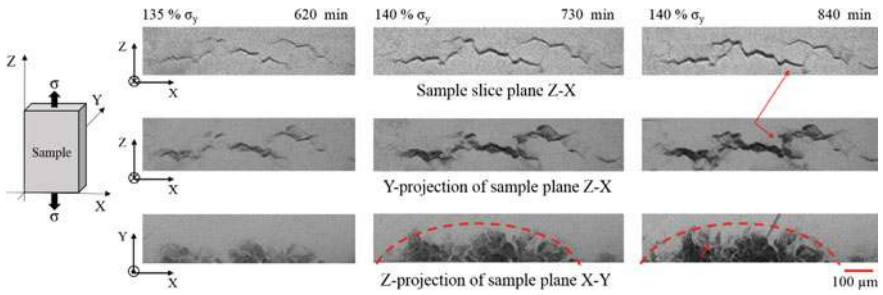 135 % σy 620 min 140 % σy 730 min 140 % σy 840 min
Z
X
Sample slice plane Z-X
Z
σ
Y
Sample
X
σ
Z
X
Y-projection of sample plane Z-X
Y
X
Z-projection of sample plane X-Y
100 µm